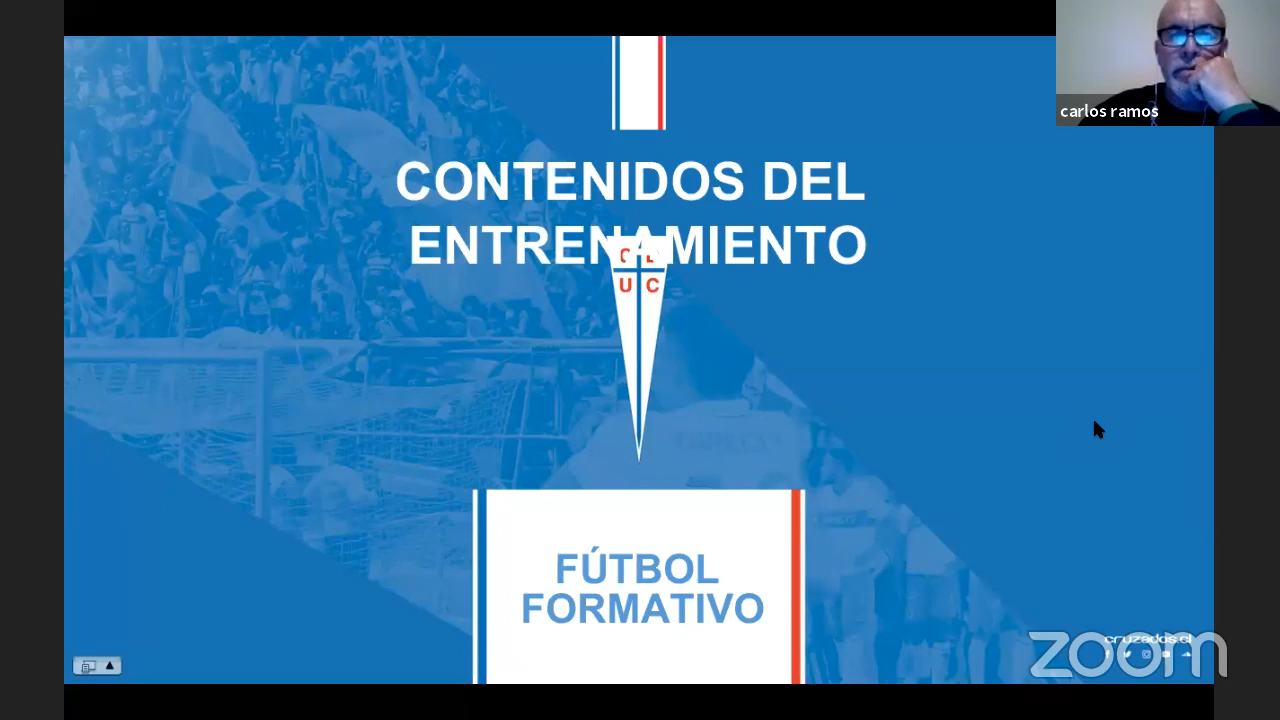 carlos ramos
CONTENIDOS DEL
ENTRENAMIENTO
C D
U C
FÚTBOL
FORMATIVO
cruzados.cl
zoom